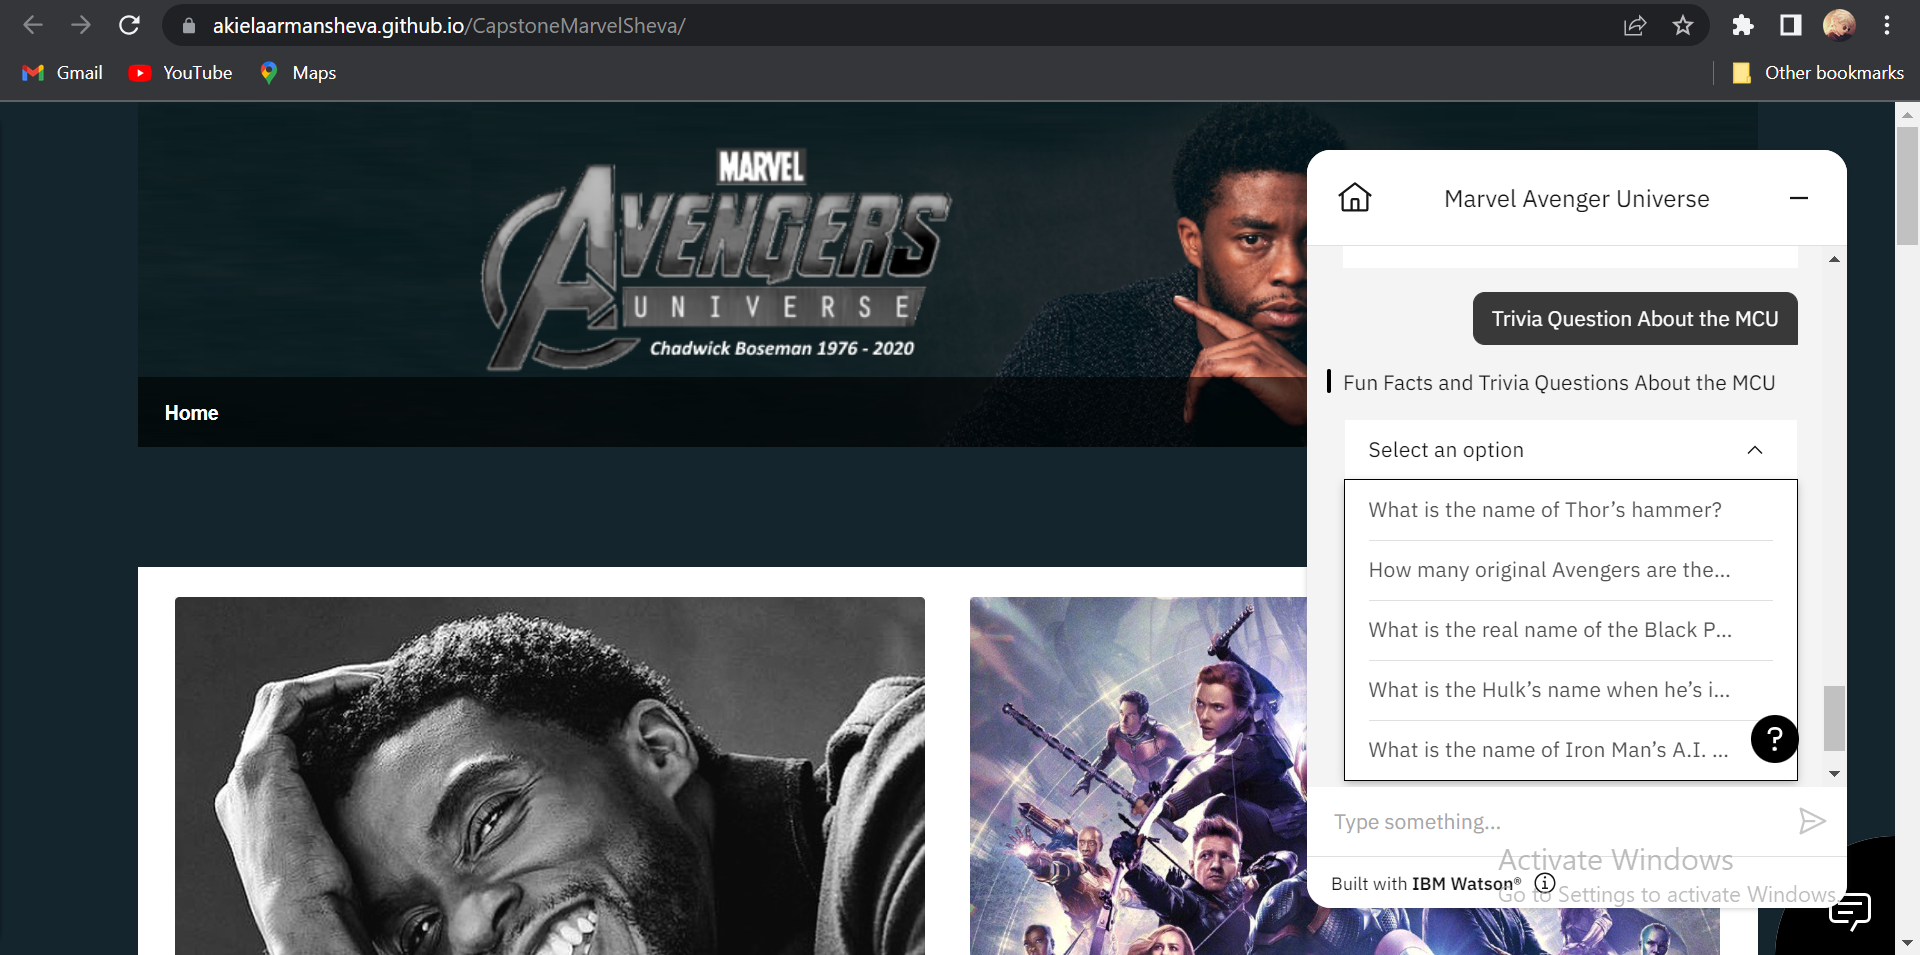 akielaarmansheva.github.io/CapstoneMarvelSheva/
Gmail
YouTube
Maps
Other bookmarks
MARVEL
AVENGERS
UNIVERSE
Chadwick Boseman 1976 - 2020
Home
Marvel Avenger Universe
Trivia Question About the MCU
Fun Facts and Trivia Questions About the MCU
Select an option
What is the name of Thor’s hammer?
How many original Avengers are the...
What is the real name of the Black P...
What is the Hulk’s name when he’s i...
What is the name of Iron Man’s A.I. ...
?
Type something...
Activate Windows
Built with IBM Watson®
Go to Settings to activate Windows.